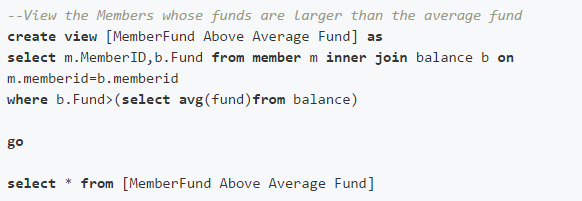 --View the Members whose funds are larger than the average fund
create view [MemberFund Above Average Fund] as
select m.MemberID,b.Fund from member m inner join balance b on
m.memberid=b.memberid
where b.Fund>(select avg(fund)from balance)
go
select * from [MemberFund Above Average Fund]